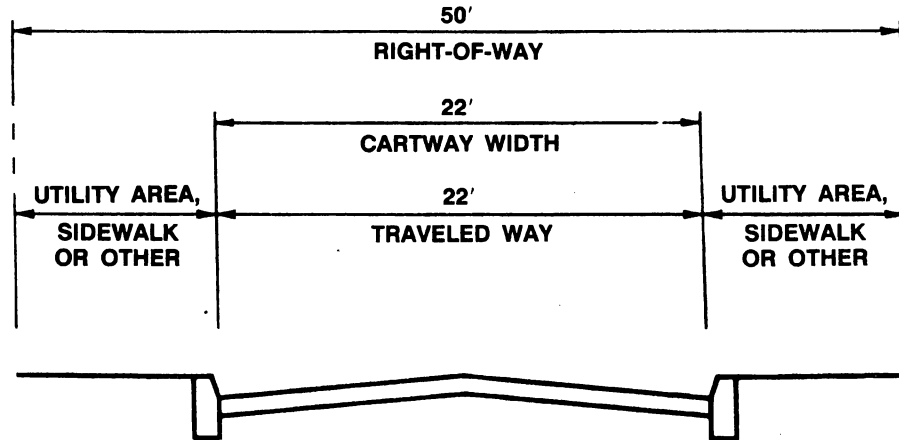 50′
RIGHT-OF-WAY
22′
CARTWAY WIDTH
UTILITY AREA,
SIDEWALK
OR OTHER
22′
TRAVELED WAY
UTILITY AREA,
SIDEWALK
OR OTHER